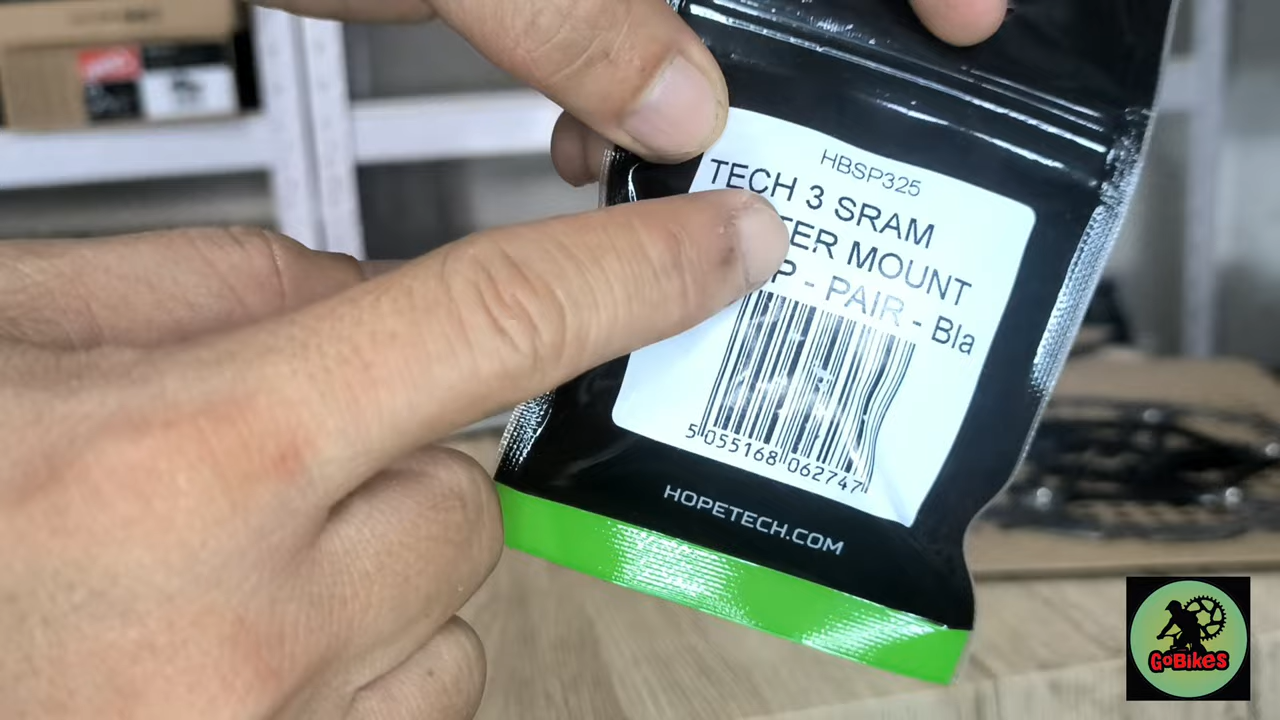 HBSP325
TECH 3 SRAM
TER MOUNT
P - PAIR - Bla
5 055168 062747
HOPETECH.COM
GoBikes